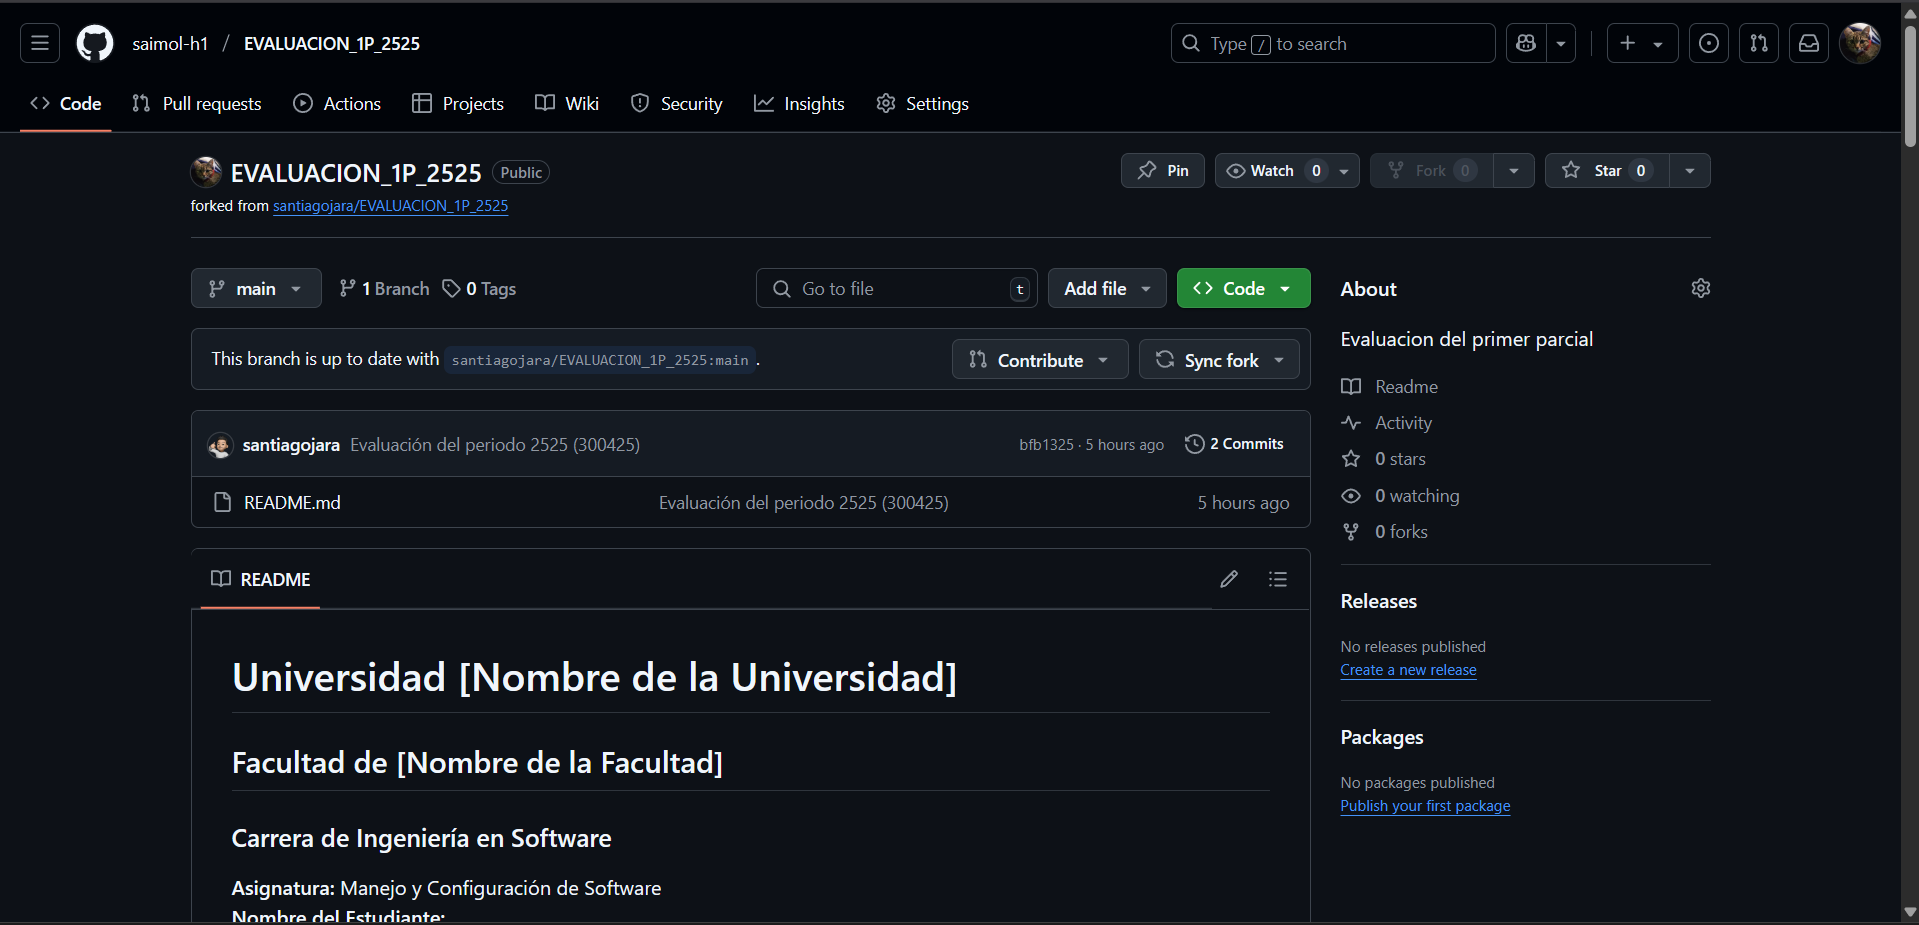 saimol-h1 / EVALUACION_1P_2525
Type / to search
Code Pull requests Actions Projects Wiki Security Insights Settings
EVALUACION_1P_2525 Public
Pin Watch 0 Fork 0 Star 0
forked from santiagojara/EVALUACION_1P_2525
main 1 Branch 0 Tags Go to file t Add file Code
This branch is up to date with santiagojara/EVALUACION_1P_2525:main .
Contribute Sync fork
santiagojara Evaluación del periodo 2525 (300425) bfb1325 · 5 hours ago 2 Commits
README.md Evaluación del periodo 2525 (300425) 5 hours ago
README
Universidad [Nombre de la Universidad]
Facultad de [Nombre de la Facultad]
Carrera de Ingeniería en Software
Asignatura: Manejo y Configuración de Software
Nombre del Estudiante:
About
Evaluacion del primer parcial
Readme
Activity
0 stars
0 watching
0 forks
Releases
No releases published
Create a new release
Packages
No packages published
Publish your first package